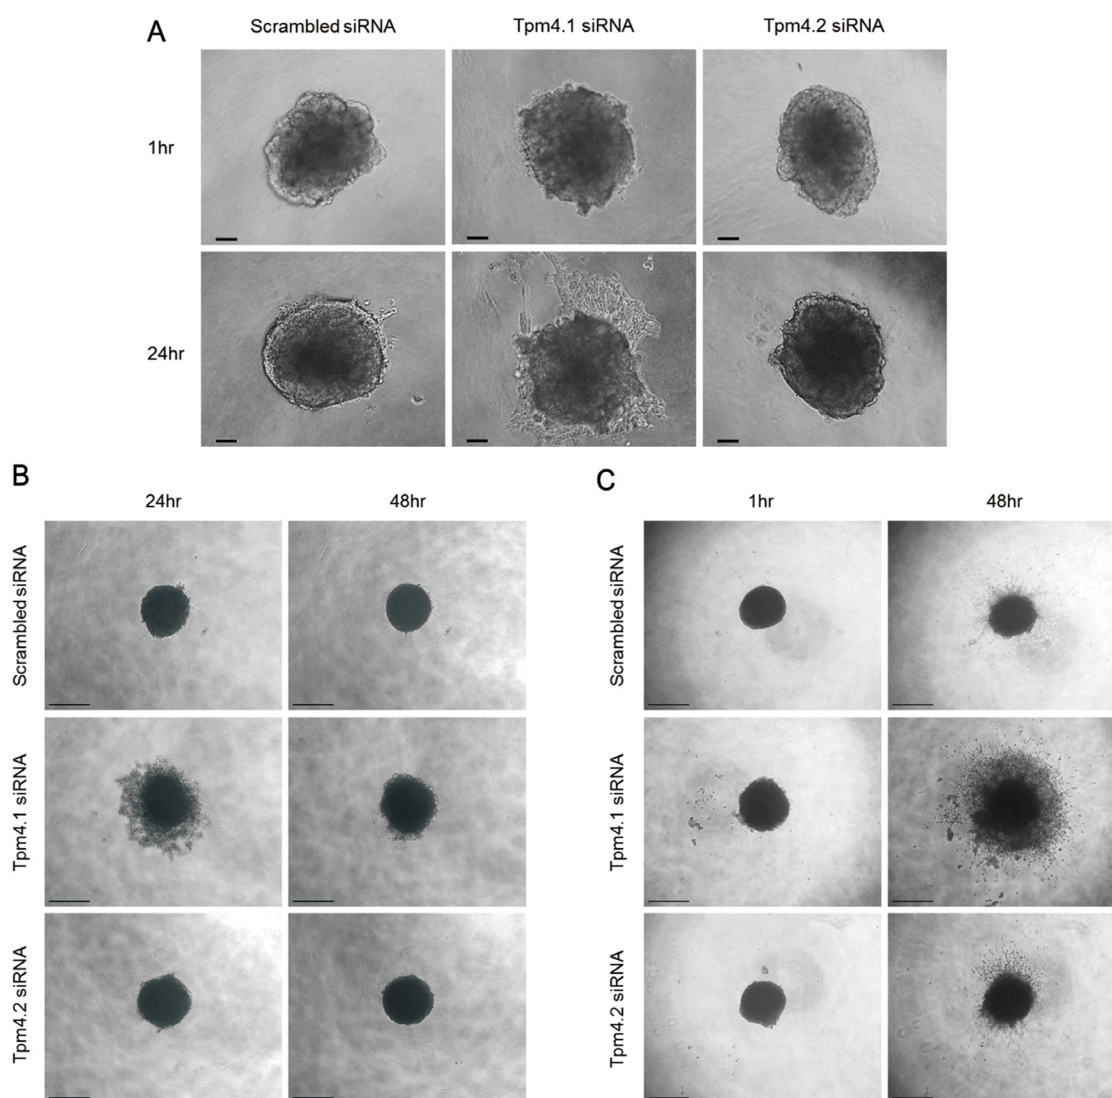 A
Scrambled siRNA Tpm4.1 siRNA Tpm4.2 siRNA
1hr
24hr
B
24hr 48hr
Scrambled siRNA
Tpm4.1 siRNA
Tpm4.2 siRNA
C
1hr 48hr
Scrambled siRNA
Tpm4.1 siRNA
Tpm4.2 siRNA